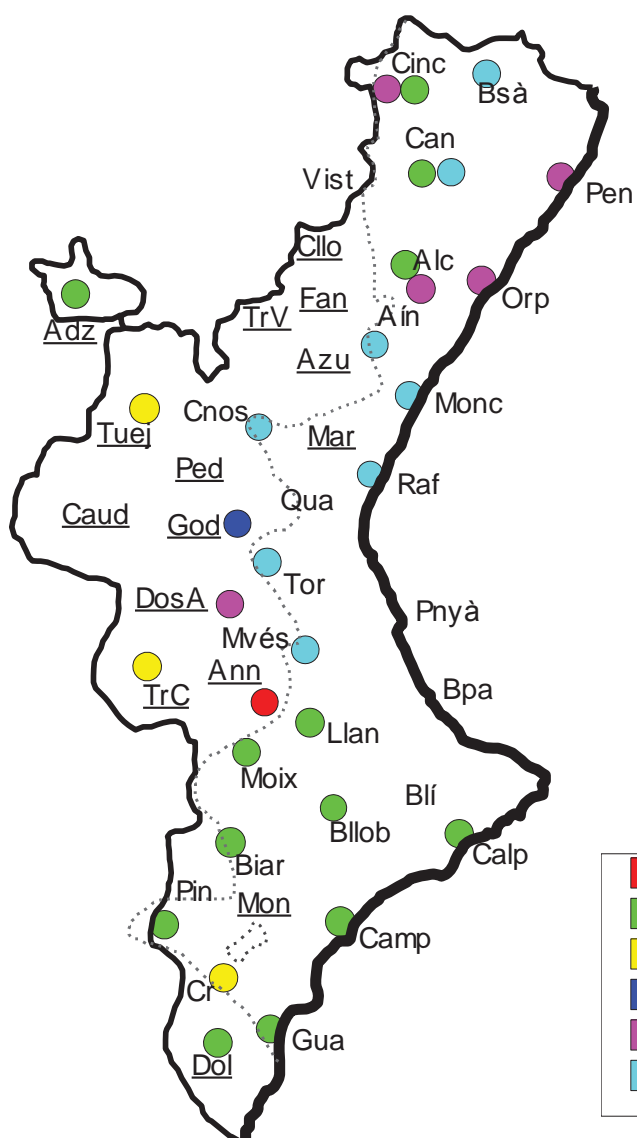 Cinc
Bsà
Can
Vist
Pen
Cllo
Alc
Fan
Orp
Adz
TrV
Aín
Azu
Monc
Cnos
Tuej
Mar
Ped
Raf
Qua
Caud
God
Tor
DosA
Pnyà
Mvés
Ann
TrC
Bpa
Llan
Moix
Blí
Bllob
Calp
Biar
Pin
Mon
Camp
Cr
Gua
Dol